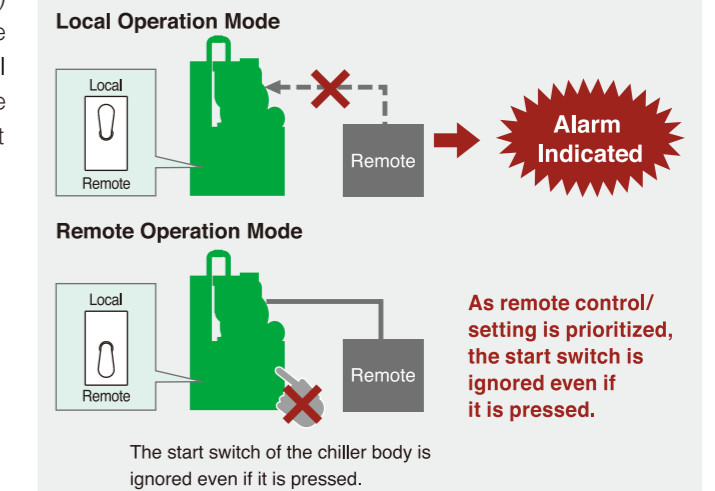 Local Operation Mode
Local
Remote
Remote
Alarm
Indicated
Remote Operation Mode
Local
Remote
Remote
As remote control/
setting is prioritized,
the start switch is
ignored even if
it is pressed.
The start switch of the chiller body is
ignored even if it is pressed.